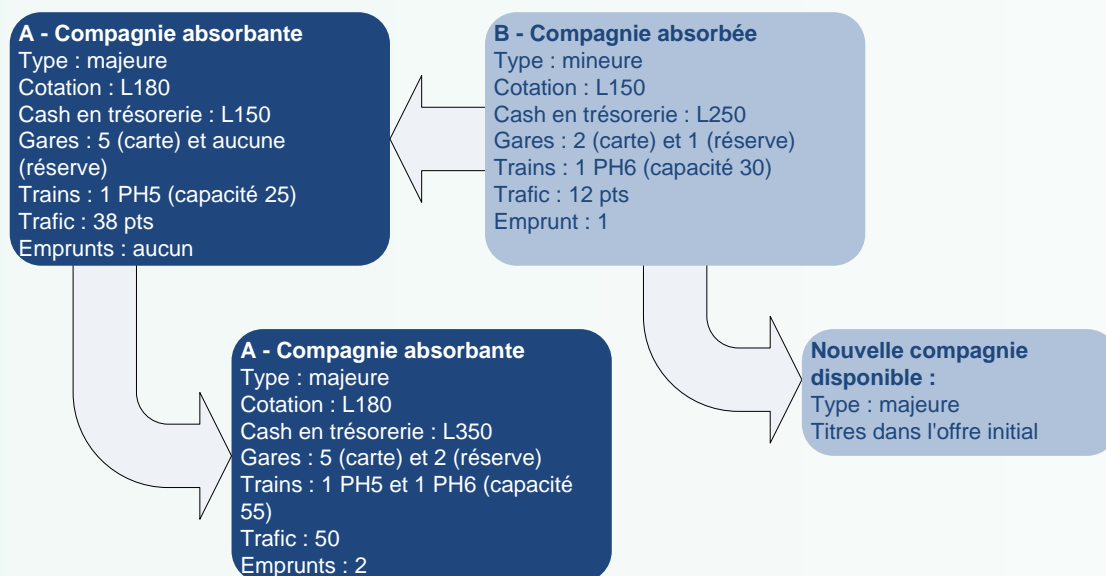 A - Compagnie absorbante
Type : majeure
Cotation : L180
Cash en trésorerie : L150
Gares : 5 (carte) et aucune
(réserve)
Trains : 1 PH5 (capacité 25)
Trafic : 38 pts
Emprunts : aucun
B - Compagnie absorbée
Type : mineure
Cotation : L150
Cash en trésorerie : L250
Gares : 2 (carte) et 1 (réserve)
Trains : 1 PH6 (capacité 30)
Trafic : 12 pts
Emprunt : 1
A - Compagnie absorbante
Type : majeure
Cotation : L180
Cash en trésorerie : L350
Gares : 5 (carte) et 2 (réserve)
Trains : 1 PH5 et 1 PH6 (capacité
55)
Trafic : 50
Emprunts : 2
Nouvelle compagnie
disponible :
Type : majeure
Titres dans l'offre initial